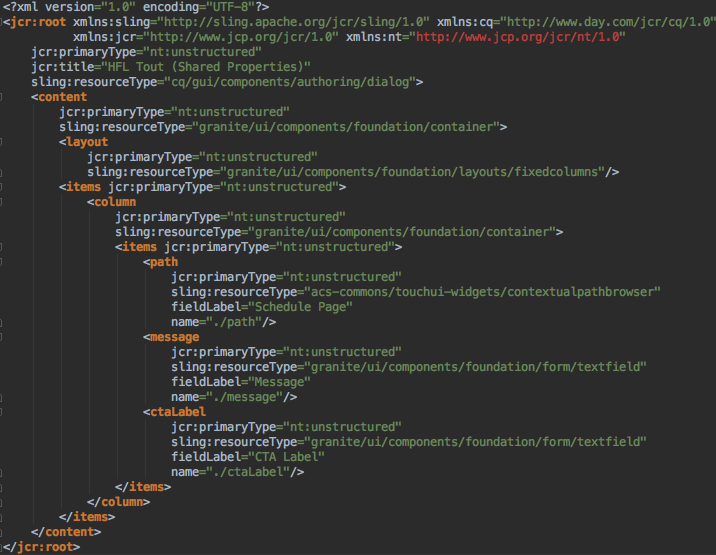 <?xml version="1.0" encoding="UTF-8"?>
<jcr:root xmlns:sling="http://sling.apache.org/jcr/sling/1.0" xmlns:cq="http://www.day.com/jcr/cq/1.0"
          xmlns:jcr="http://www.jcp.org/jcr/1.0" xmlns:nt="http://www.jcp.org/jcr/nt/1.0"
    jcr:primaryType="nt:unstructured"
    jcr:title="HFL Tout (Shared Properties)"
    sling:resourceType="cq/gui/components/authoring/dialog">
    <content
        jcr:primaryType="nt:unstructured"
        sling:resourceType="granite/ui/components/foundation/container">
        <layout
            jcr:primaryType="nt:unstructured"
            sling:resourceType="granite/ui/components/foundation/layouts/fixedcolumns"/>
        <items jcr:primaryType="nt:unstructured">
            <column
                jcr:primaryType="nt:unstructured"
                sling:resourceType="granite/ui/components/foundation/container">
                <items jcr:primaryType="nt:unstructured">
                    <path
                        jcr:primaryType="nt:unstructured"
                        sling:resourceType="acs-commons/touchui-widgets/contextualpathbrowser"
                        fieldLabel="Schedule Page"
                        name="./path"/>
                    <message
                        jcr:primaryType="nt:unstructured"
                        sling:resourceType="granite/ui/components/foundation/form/textfield"
                        fieldLabel="Message"
                        name="./message"/>
                    <ctaLabel
                        jcr:primaryType="nt:unstructured"
                        sling:resourceType="granite/ui/components/foundation/form/textfield"
                        fieldLabel="CTA Label"
                        name="./ctaLabel"/>
                </items>
            </column>
        </items>
    </content>
</jcr:root>